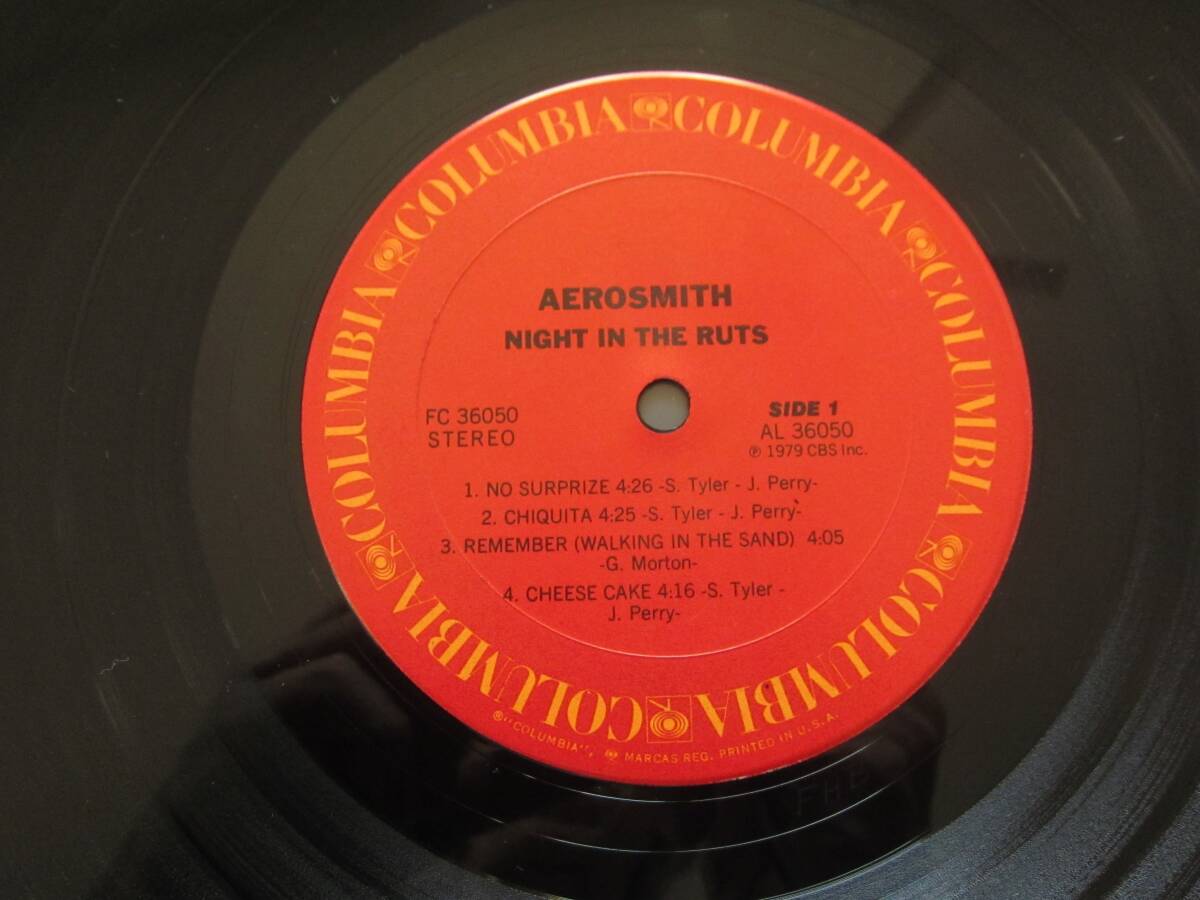 COLUMBIA COLUMBIA COLUMBIA COLUMBIA COLUMBIA COLUMBIA
AEROSMITH
NIGHT IN THE RUTS
FC 36050
STEREO
SIDE 1
AL 36050
℗ 1979 CBS Inc.
1. NO SURPRIZE 4:26 -S. Tyler - J. Perry-
2. CHIQUITA 4:25 -S. Tyler - J. Perry-
3. REMEMBER (WALKING IN THE SAND) 4:05
-G. Morton-
4. CHEESE CAKE 4:16 -S. Tyler -
J. Perry-
®"COLUMBIA", MARCAS REG. PRINTED IN U.S.A.